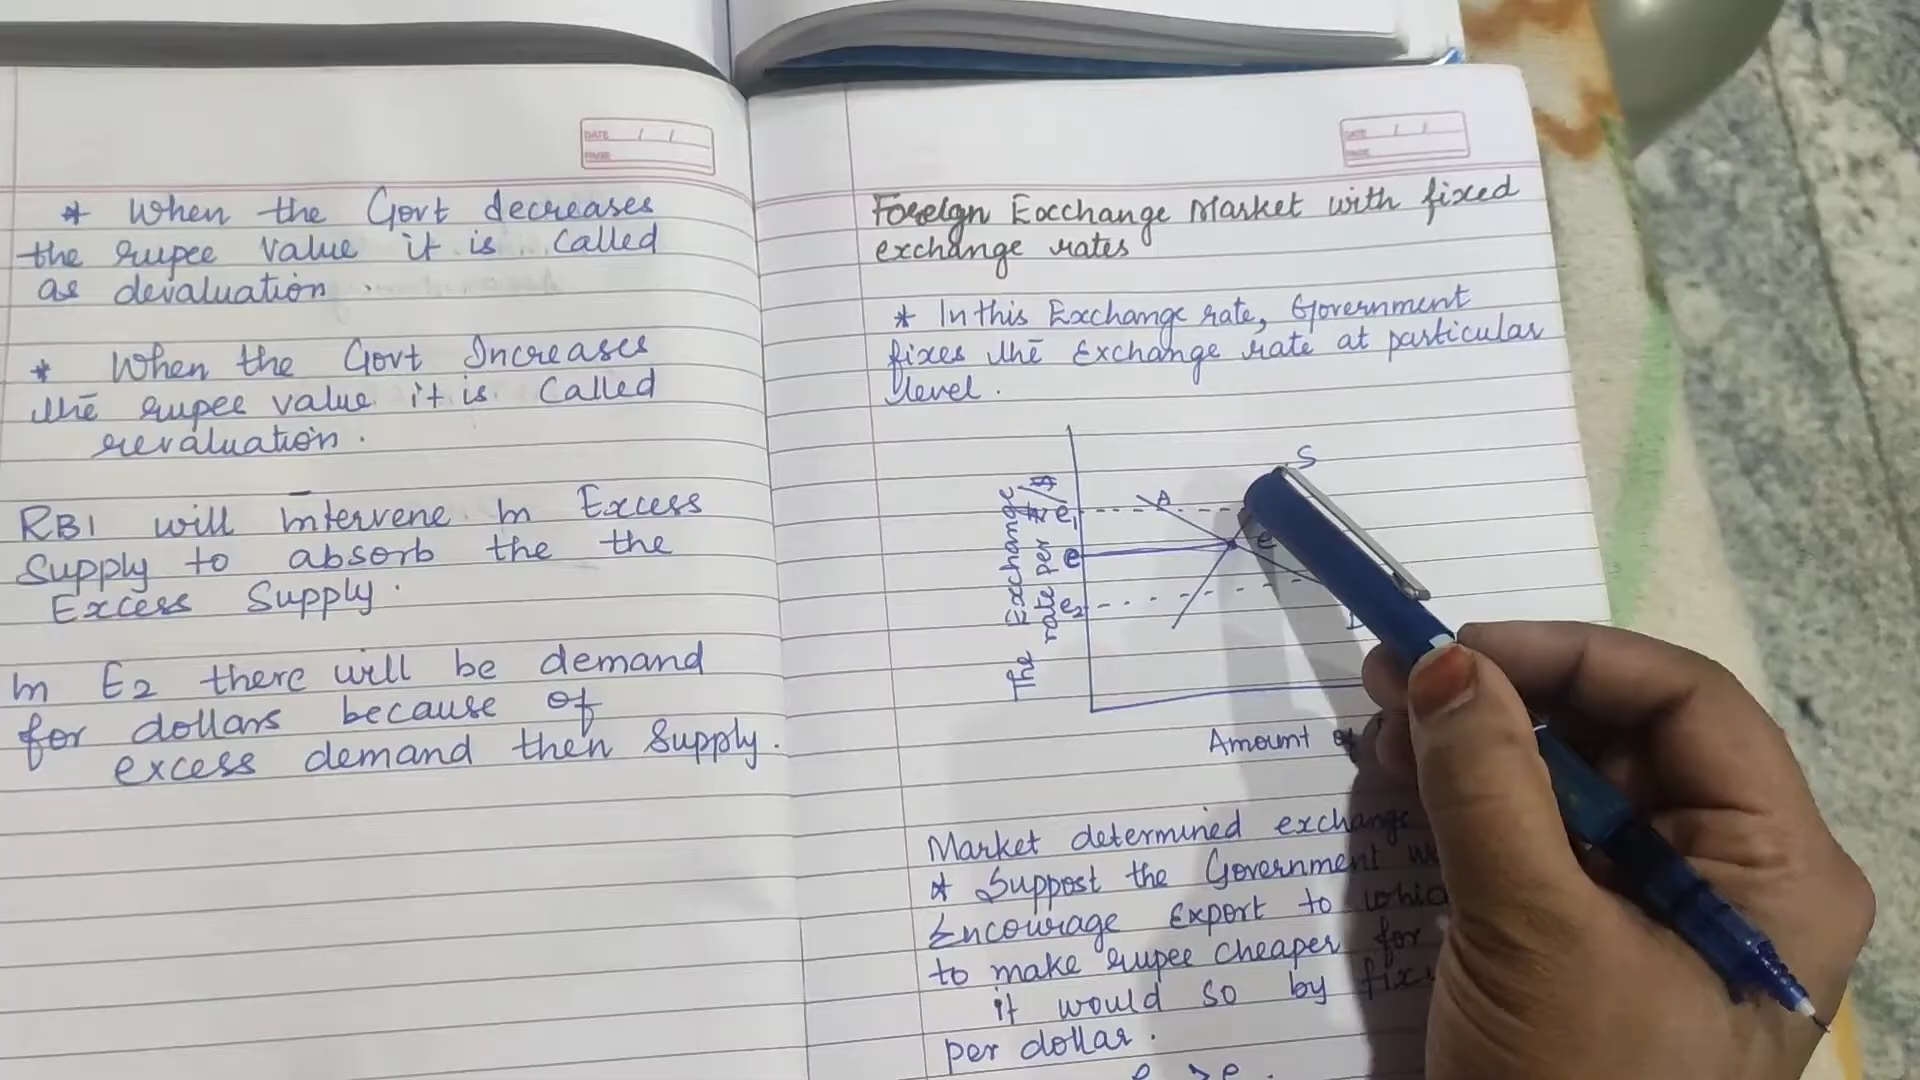 DATE / /
PAGE
* When the Govt decreases
the rupee value it is called
as devaluation.
* When the Govt Increases
the rupee value it is called
revaluation.
RBI will intervene in Excess
Supply to absorb the the
Excess Supply.
In E2 there will be demand
for dollars because of
excess demand then Supply.
DATE / /
PAGE
Foreign Excchange Market with fixed
exchange rates
* In this Exchange rate, Government
fixes the Exchange rate at particular
level.
S
A
e1
e
e
e2
The Exchange
rate per ₹/$
Amount of
Market determined exchange
* Suppost the Government
Encourage Export to
to make rupee cheaper for
it would so by
per dollar.
e > e.